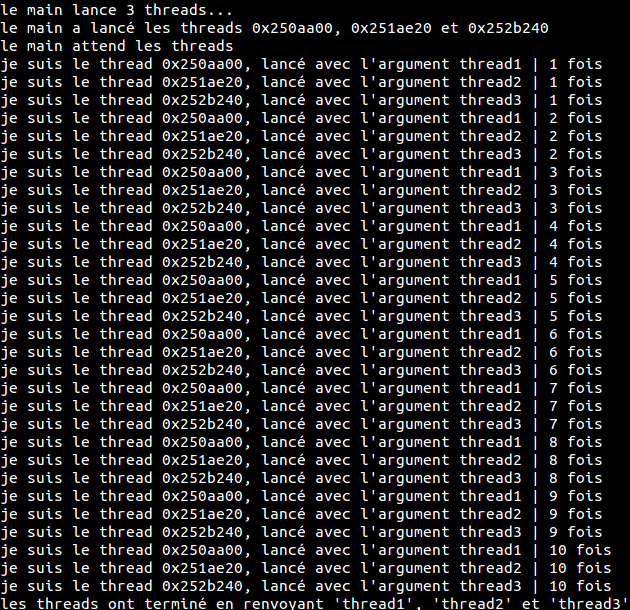 le main lance 3 threads...
le main a lancé les threads 0x250aa00, 0x251ae20 et 0x252b240
le main attend les threads
je suis le thread 0x250aa00, lancé avec l'argument thread1 | 1 fois
je suis le thread 0x251ae20, lancé avec l'argument thread2 | 1 fois
je suis le thread 0x252b240, lancé avec l'argument thread3 | 1 fois
je suis le thread 0x250aa00, lancé avec l'argument thread1 | 2 fois
je suis le thread 0x251ae20, lancé avec l'argument thread2 | 2 fois
je suis le thread 0x252b240, lancé avec l'argument thread3 | 2 fois
je suis le thread 0x250aa00, lancé avec l'argument thread1 | 3 fois
je suis le thread 0x251ae20, lancé avec l'argument thread2 | 3 fois
je suis le thread 0x252b240, lancé avec l'argument thread3 | 3 fois
je suis le thread 0x250aa00, lancé avec l'argument thread1 | 4 fois
je suis le thread 0x251ae20, lancé avec l'argument thread2 | 4 fois
je suis le thread 0x252b240, lancé avec l'argument thread3 | 4 fois
je suis le thread 0x250aa00, lancé avec l'argument thread1 | 5 fois
je suis le thread 0x251ae20, lancé avec l'argument thread2 | 5 fois
je suis le thread 0x252b240, lancé avec l'argument thread3 | 5 fois
je suis le thread 0x250aa00, lancé avec l'argument thread1 | 6 fois
je suis le thread 0x251ae20, lancé avec l'argument thread2 | 6 fois
je suis le thread 0x252b240, lancé avec l'argument thread3 | 6 fois
je suis le thread 0x250aa00, lancé avec l'argument thread1 | 7 fois
je suis le thread 0x251ae20, lancé avec l'argument thread2 | 7 fois
je suis le thread 0x252b240, lancé avec l'argument thread3 | 7 fois
je suis le thread 0x250aa00, lancé avec l'argument thread1 | 8 fois
je suis le thread 0x251ae20, lancé avec l'argument thread2 | 8 fois
je suis le thread 0x252b240, lancé avec l'argument thread3 | 8 fois
je suis le thread 0x250aa00, lancé avec l'argument thread1 | 9 fois
je suis le thread 0x251ae20, lancé avec l'argument thread2 | 9 fois
je suis le thread 0x252b240, lancé avec l'argument thread3 | 9 fois
je suis le thread 0x250aa00, lancé avec l'argument thread1 | 10 fois
je suis le thread 0x251ae20, lancé avec l'argument thread2 | 10 fois
je suis le thread 0x252b240, lancé avec l'argument thread3 | 10 fois
les threads ont terminé en renvoyant 'thread1', 'thread2' et 'thread3'